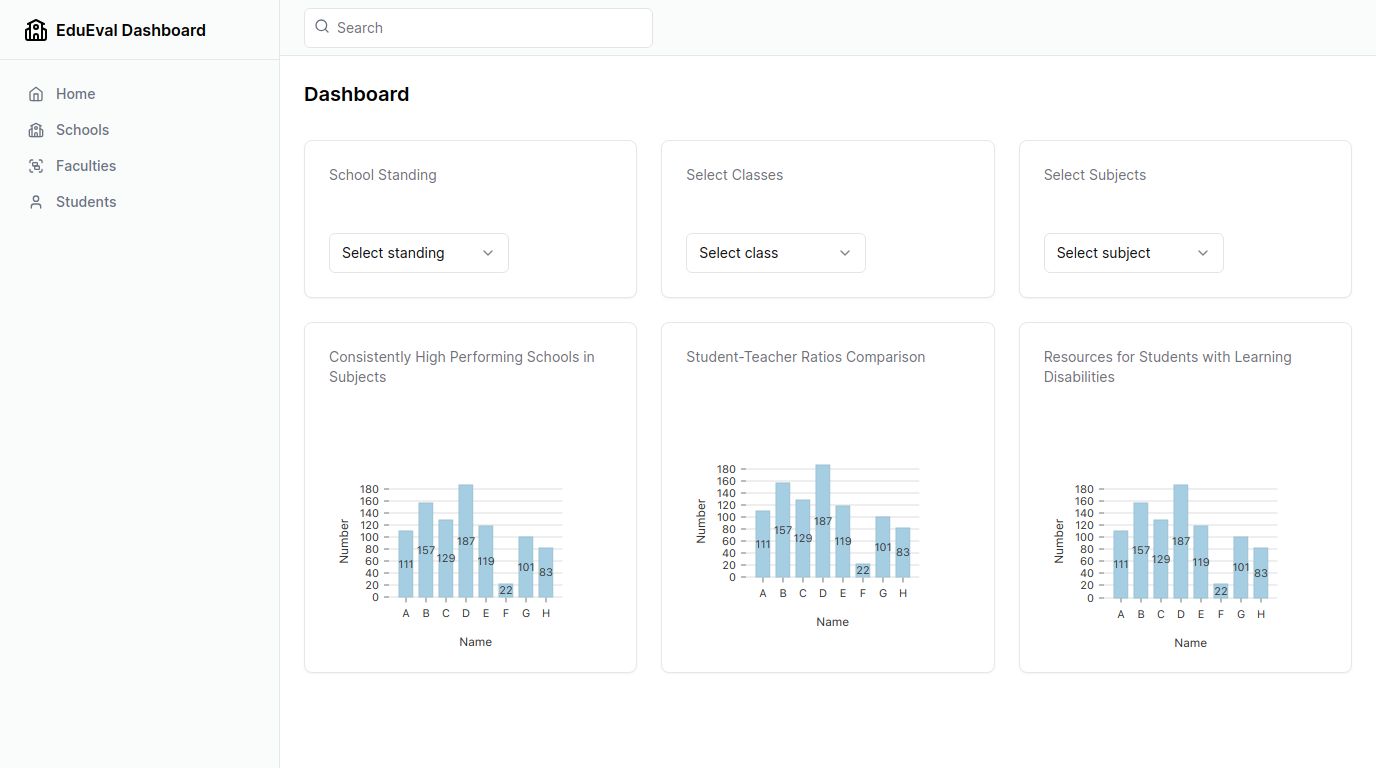 EduEval Dashboard
Search
Home
Schools
Faculties
Students
Dashboard
School Standing
Select standing
Select Classes
Select class
Select Subjects
Select subject
Consistently High Performing Schools in
Subjects
180
160
140
120
100
80
60
40
20
0
Number
111
157
129
187
119
22
101
83
A B C D E F G H
Name
Student-Teacher Ratios Comparison
180
160
140
120
100
80
60
40
20
0
Number
111
157
129
187
119
22
101
83
A B C D E F G H
Name
Resources for Students with Learning
Disabilities
180
160
140
120
100
80
60
40
20
0
Number
111
157
129
187
119
22
101
83
A B C D E F G H
Name